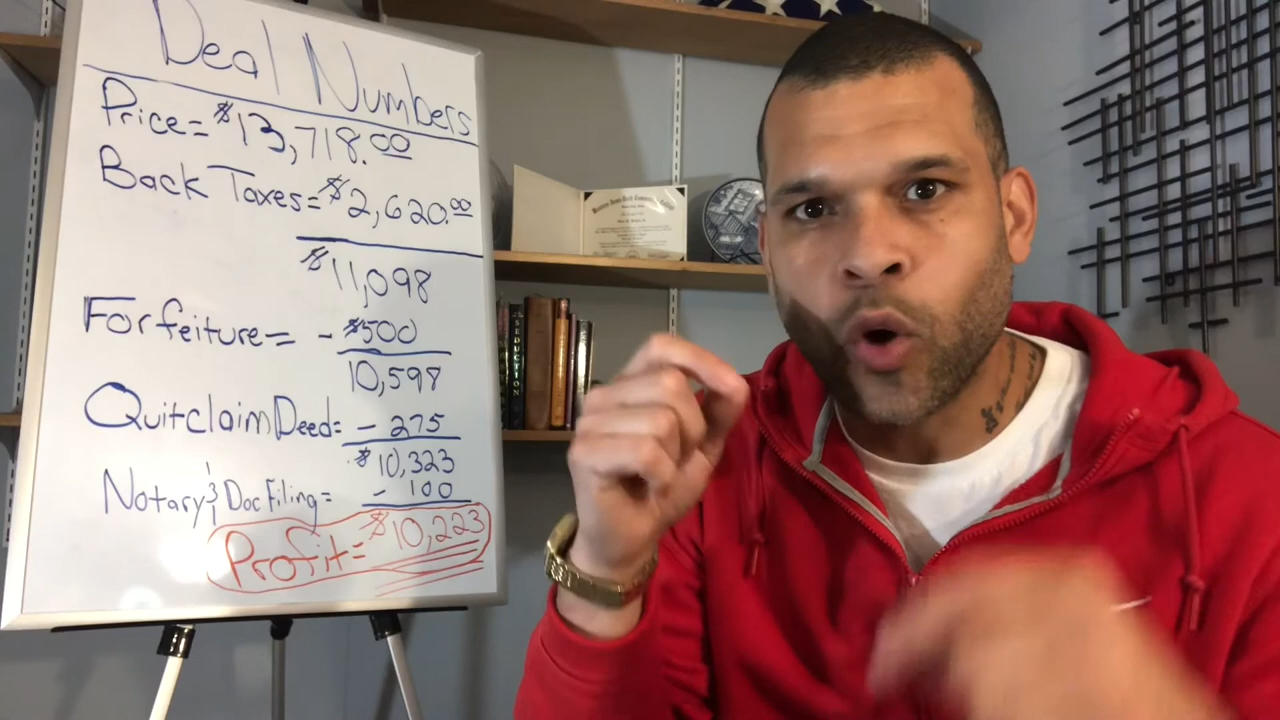 Deal Numbers
Price = $13,718.00
Back Taxes = $2,620.00
$11,098
Forfeiture = - $500
10,598
Quitclaim Deed = - 275
$10,323
Notary & Doc Filing = - 100
Profit = $10,223
SEDUCTION